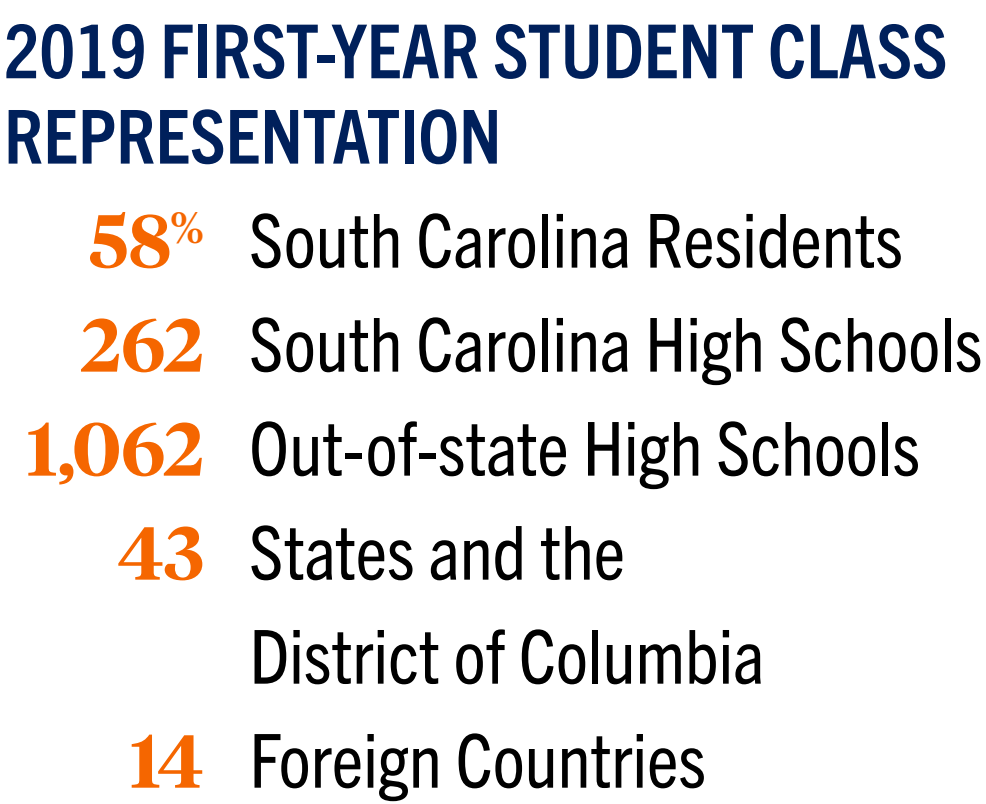 2019 FIRST-YEAR STUDENT CLASS
REPRESENTATION
58% South Carolina Residents
262 South Carolina High Schools
1,062 Out-of-state High Schools
43 States and the
District of Columbia
14 Foreign Countries